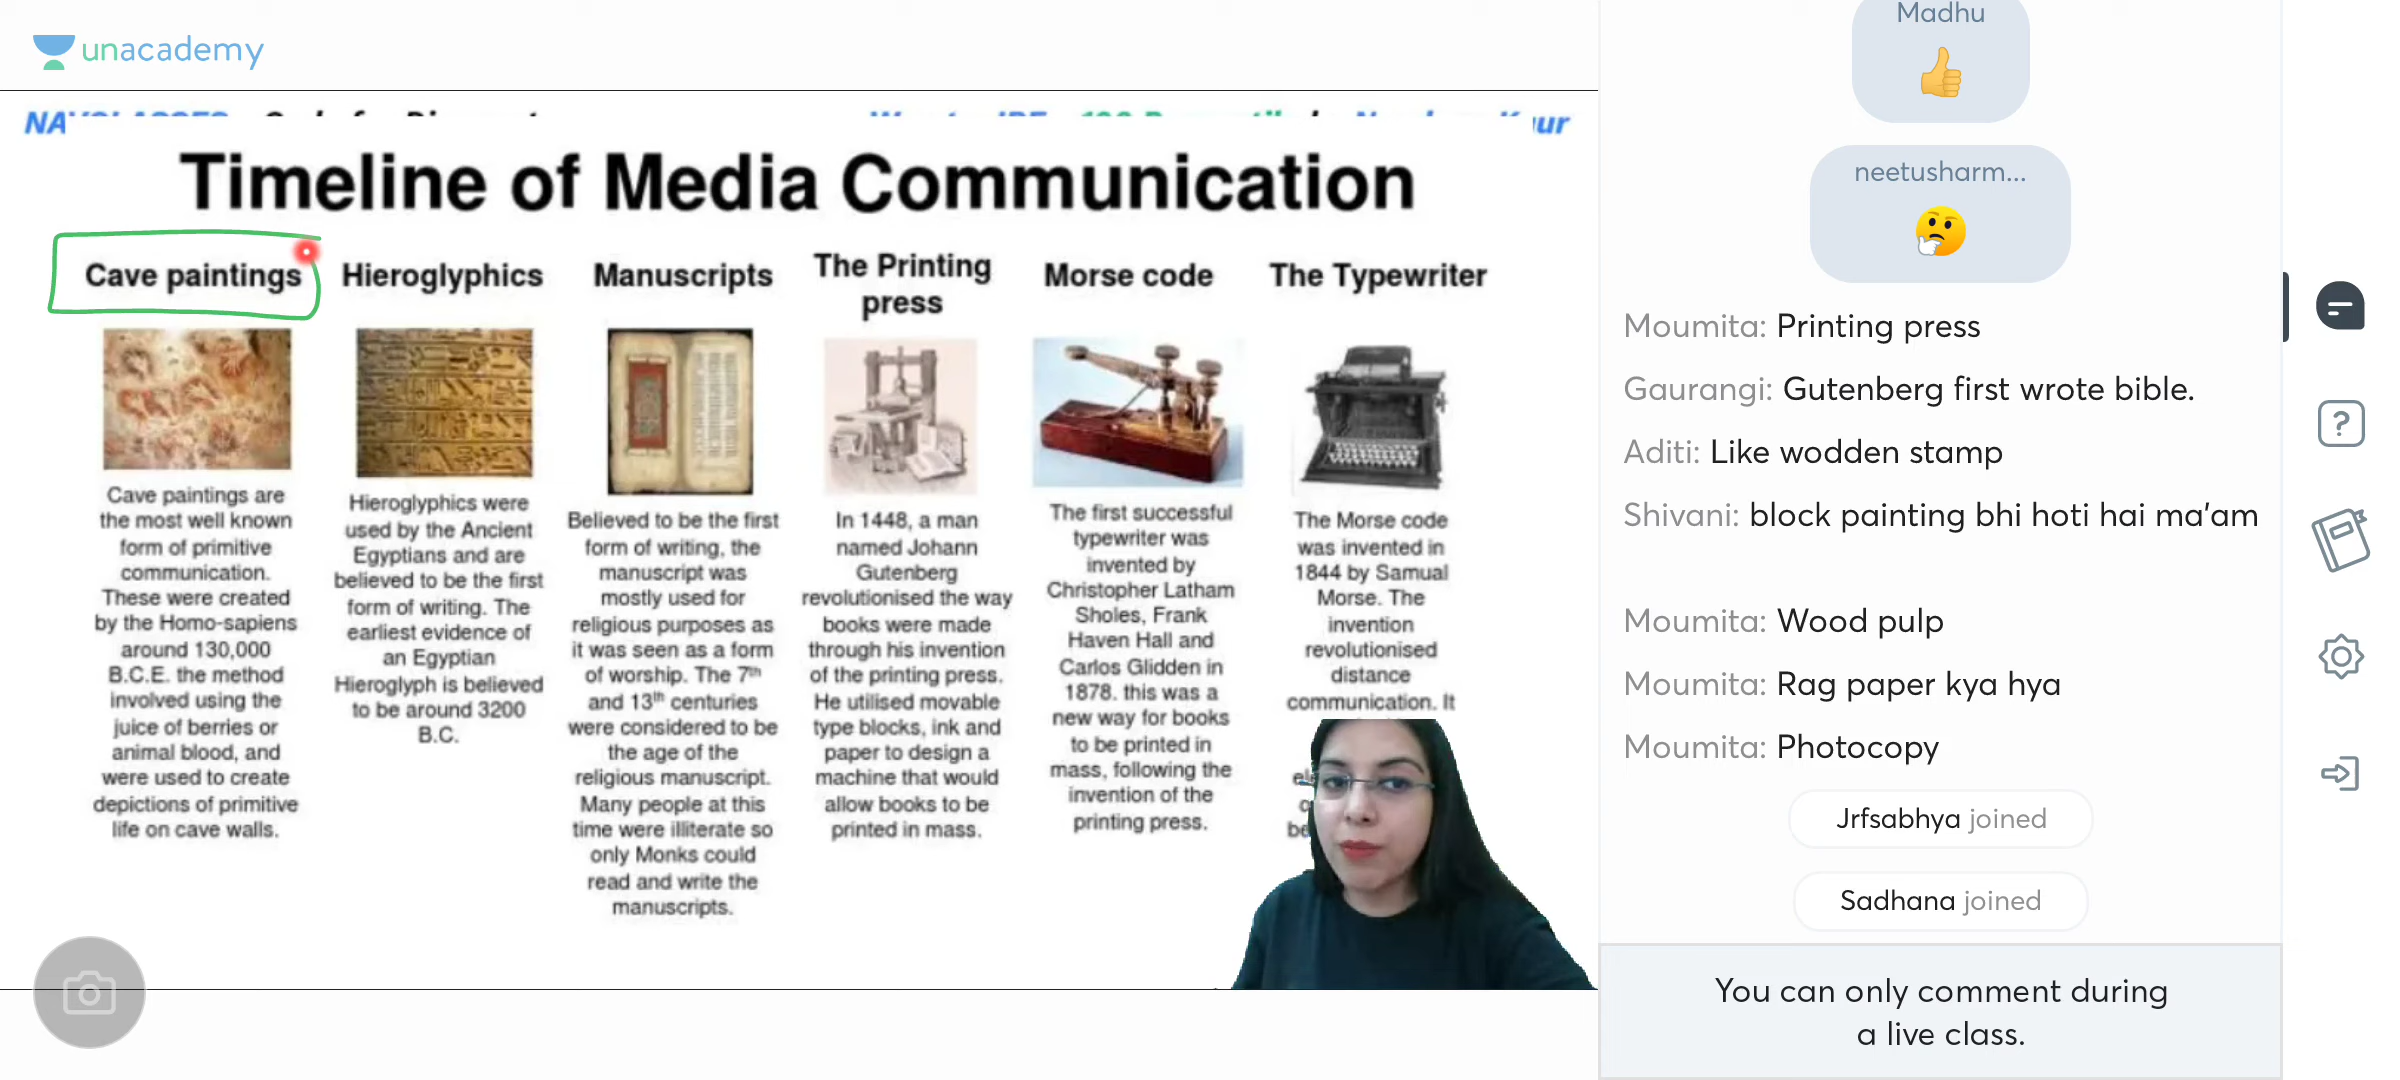 unacademy
NA
ur
Timeline of Media Communication
Cave paintings
Cave paintings are
the most well known
form of primitive
communication.
These were created
by the Homo-sapiens
around 130,000
B.C.E. the method
involved using the
juice of berries or
animal blood, and
were used to create
depictions of primitive
life on cave walls.
Hieroglyphics
Hieroglyphics were
used by the Ancient
Egyptians and are
believed to be the first
form of writing. The
earliest evidence of
an Egyptian
Hieroglyph is believed
to be around 3200
B.C.
Manuscripts
Believed to be the first
form of writing, the
manuscript was
mostly used for
religious purposes as
it was seen as a form
of worship. The 7th
and 13th centuries
were considered to be
the age of the
religious manuscript.
Many people at this
time were illiterate so
only Monks could
read and write the
manuscripts.
The Printing
press
In 1448, a man
named Johann
Gutenberg
revolutionised the way
books were made
through his invention
of the printing press.
He utilised movable
type blocks, ink and
paper to design a
machine that would
allow books to be
printed in mass.
Morse code
The first successful
typewriter was
invented by
Christopher Latham
Sholes, Frank
Haven Hall and
Carlos Glidden in
1878. this was a
new way for books
to be printed in
mass, following the
invention of the
printing press.
The Typewriter
The Morse code
was invented in
1844 by Samual
Morse. The
invention
revolutionised
distance
communication. It
Madhu
neetusharm...
Moumita: Printing press
Gaurangi: Gutenberg first wrote bible.
Aditi: Like wodden stamp
Shivani: block painting bhi hoti hai ma'am
Moumita: Wood pulp
Moumita: Rag paper kya hya
Moumita: Photocopy
Jrfsabhya joined
Sadhana joined
You can only comment during
a live class.